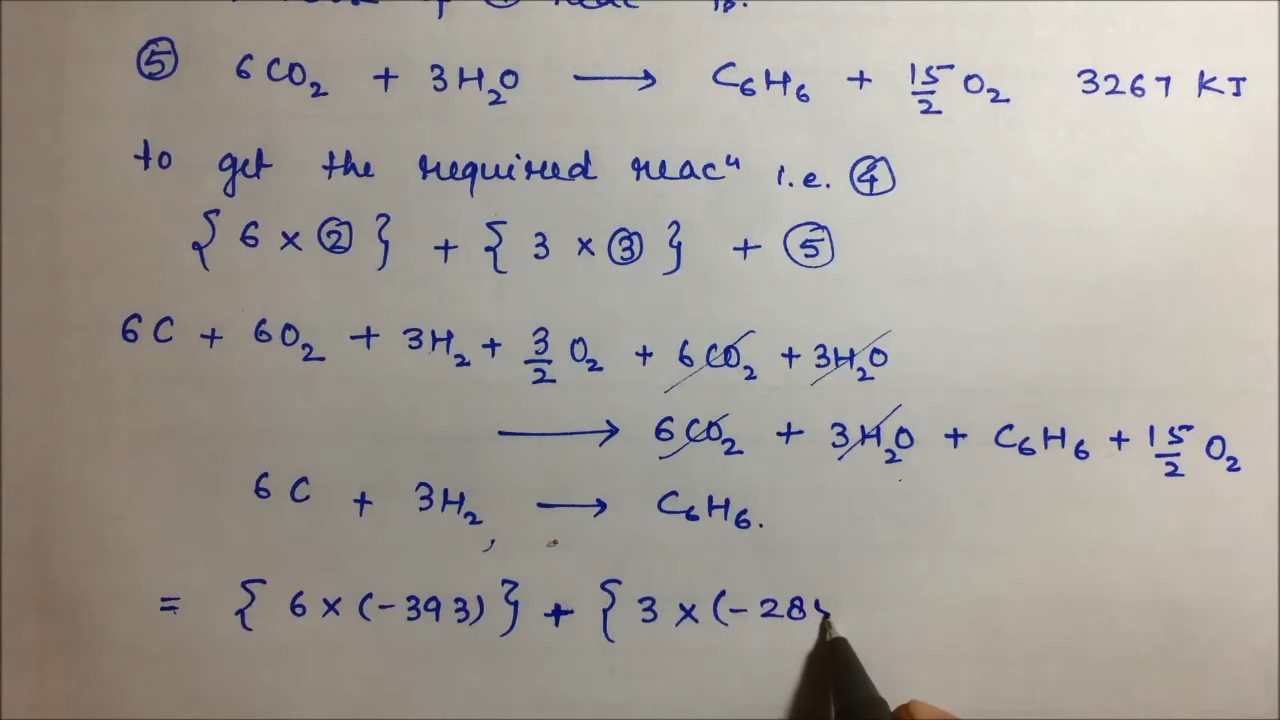 ⑤ 6CO₂ + 3H₂O ⟶ C₆H₆ + 15/2 O₂ 3267 KJ
to get the required reacⁿ i.e. ④
{ 6 × ② } + { 3 × ③ } + ⑤
6C + 6O₂ + 3H₂ + 3/2 O₂ + 6CO₂ + 3H₂O
⟶ 6CO₂ + 3H₂O + C₆H₆ + 15/2 O₂
6C + 3H₂ ⟶ C₆H₆.
= { 6 × (-393) } + { 3 × (-28